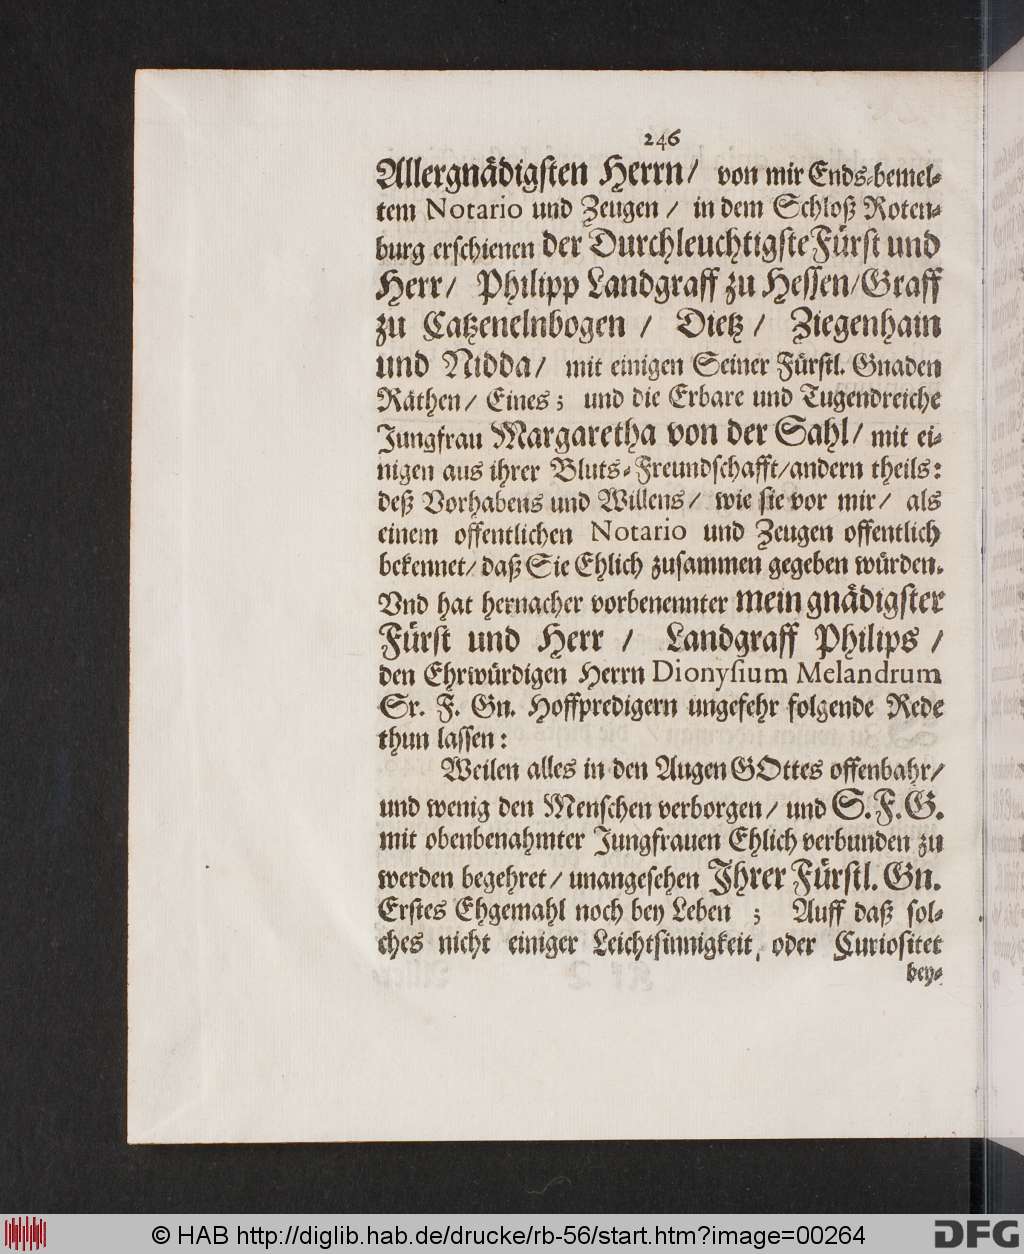 246
Allergnädigsten Herrn/ von mir Ends-bemel-
tem Notario und Zeugen / in dem Schloß Roten-
burg erschienen der Durchleuchtigste Fürst und
Herr/ Philipp Landgraff zu Hessen/Graff
zu Catzenelnbogen / Dietz / Ziegenhain
und Nidda/ mit einigen Seiner Fürstl. Gnaden
Räthen/ Eines; und die Erbare und Tugendreiche
Jungfrau Margaretha von der Sahl/ mit ei-
nigen aus ihrer Bluts-Freundschafft/andern theils:
deß Vorhabens und Willens/ wie sie vor mir/ als
einem offentlichen Notario und Zeugen offentlich
bekennet/ daß Sie Ehlich zusammen gegeben würden.
Vnd hat hernacher vorbenennter mein gnädigster
Fürst und Herr / Landgraff Philips /
den Ehrwürdigen Herrn Dionysium Melandrum
Sr. F. Gn. Hoffpredigern ungefehr folgende Rede
thun lassen:
Weilen alles in den Augen GOttes offenbahr/
und wenig den Menschen verborgen/ und S. F. G.
mit obenbenahmter Jungfrauen Ehlich verbunden zu
werden begehret/ unangesehen Jhrer Fürstl. Gn.
Erstes Ehgemahl noch bey Leben ; Auff daß sol-
ches nicht einiger Leichtsinnigkeit, oder Curiositet
bey-
© HAB http://diglib.hab.de/drucke/rb-56/start.htm?image=00264
DFG